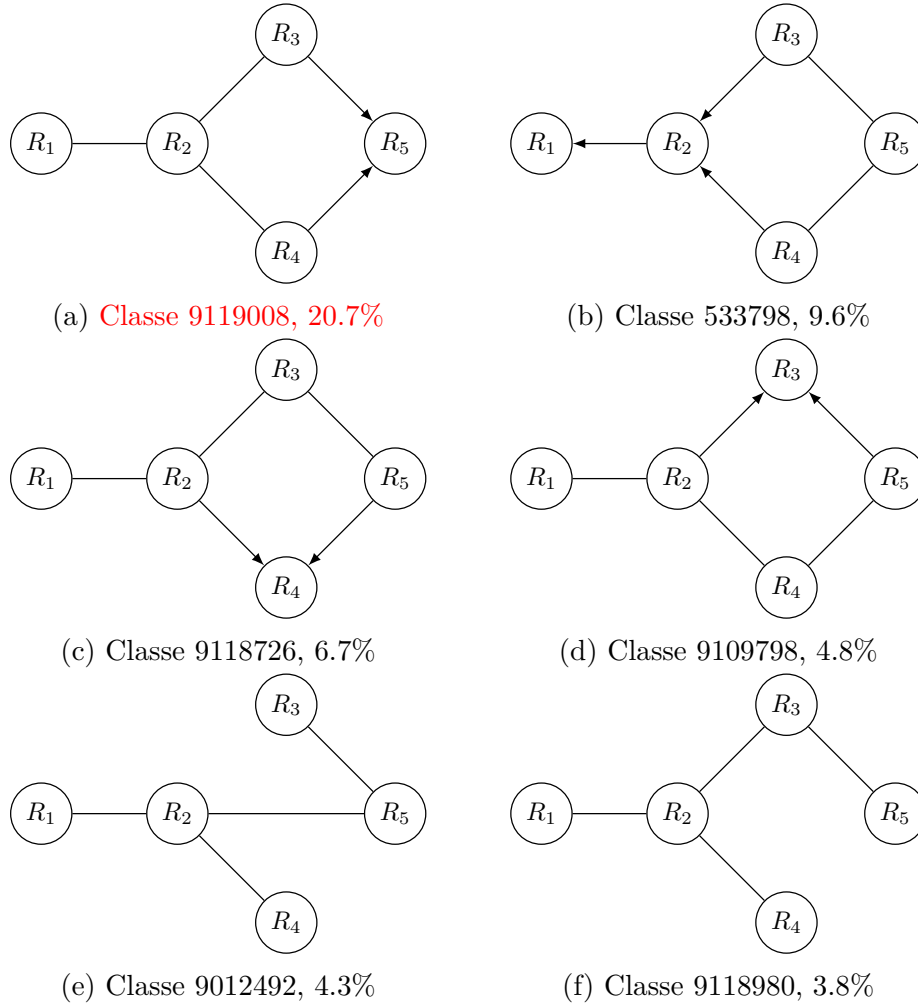 R3 R3
R1 R2 R5 R1 R2 R5
R4 R4
(a) Classe 9119008, 20.7% (b) Classe 533798, 9.6%
R3 R3
R1 R2 R5 R1 R2 R5
R4 R4
(c) Classe 9118726, 6.7% (d) Classe 9109798, 4.8%
R3 R3
R1 R2 R5 R1 R2 R5
R4 R4
(e) Classe 9012492, 4.3% (f) Classe 9118980, 3.8%